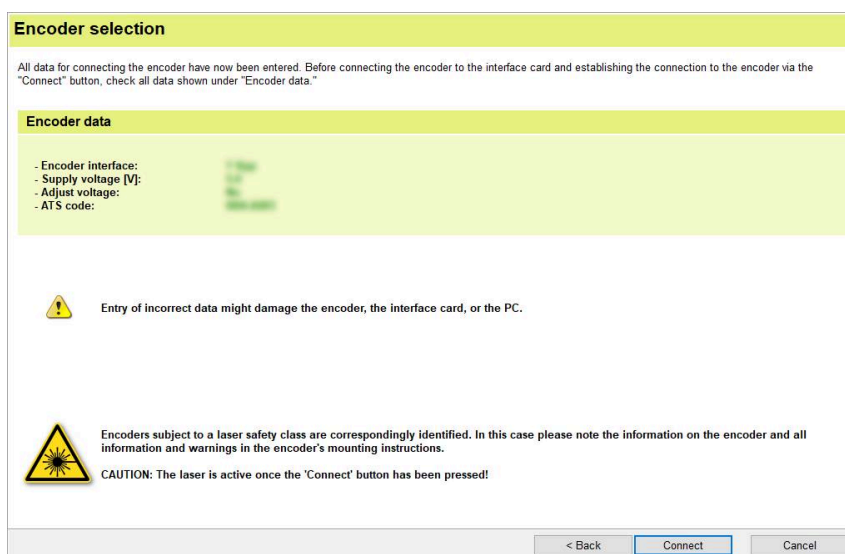 Encoder selection
All data for connecting the encoder have now been entered. Before connecting the encoder to the interface card and establishing the connection to the encoder via the
"Connect" button, check all data shown under "Encoder data."
Encoder data
- Encoder interface:
- Supply voltage [V]:
- Adjust voltage:
- ATS code:
Entry of incorrect data might damage the encoder, the interface card, or the PC.
Encoders subject to a laser safety class are correspondingly identified. In this case please note the information on the encoder and all
information and warnings in the encoder's mounting instructions.
CAUTION: The laser is active once the 'Connect' button has been pressed!
< Back Connect Cancel